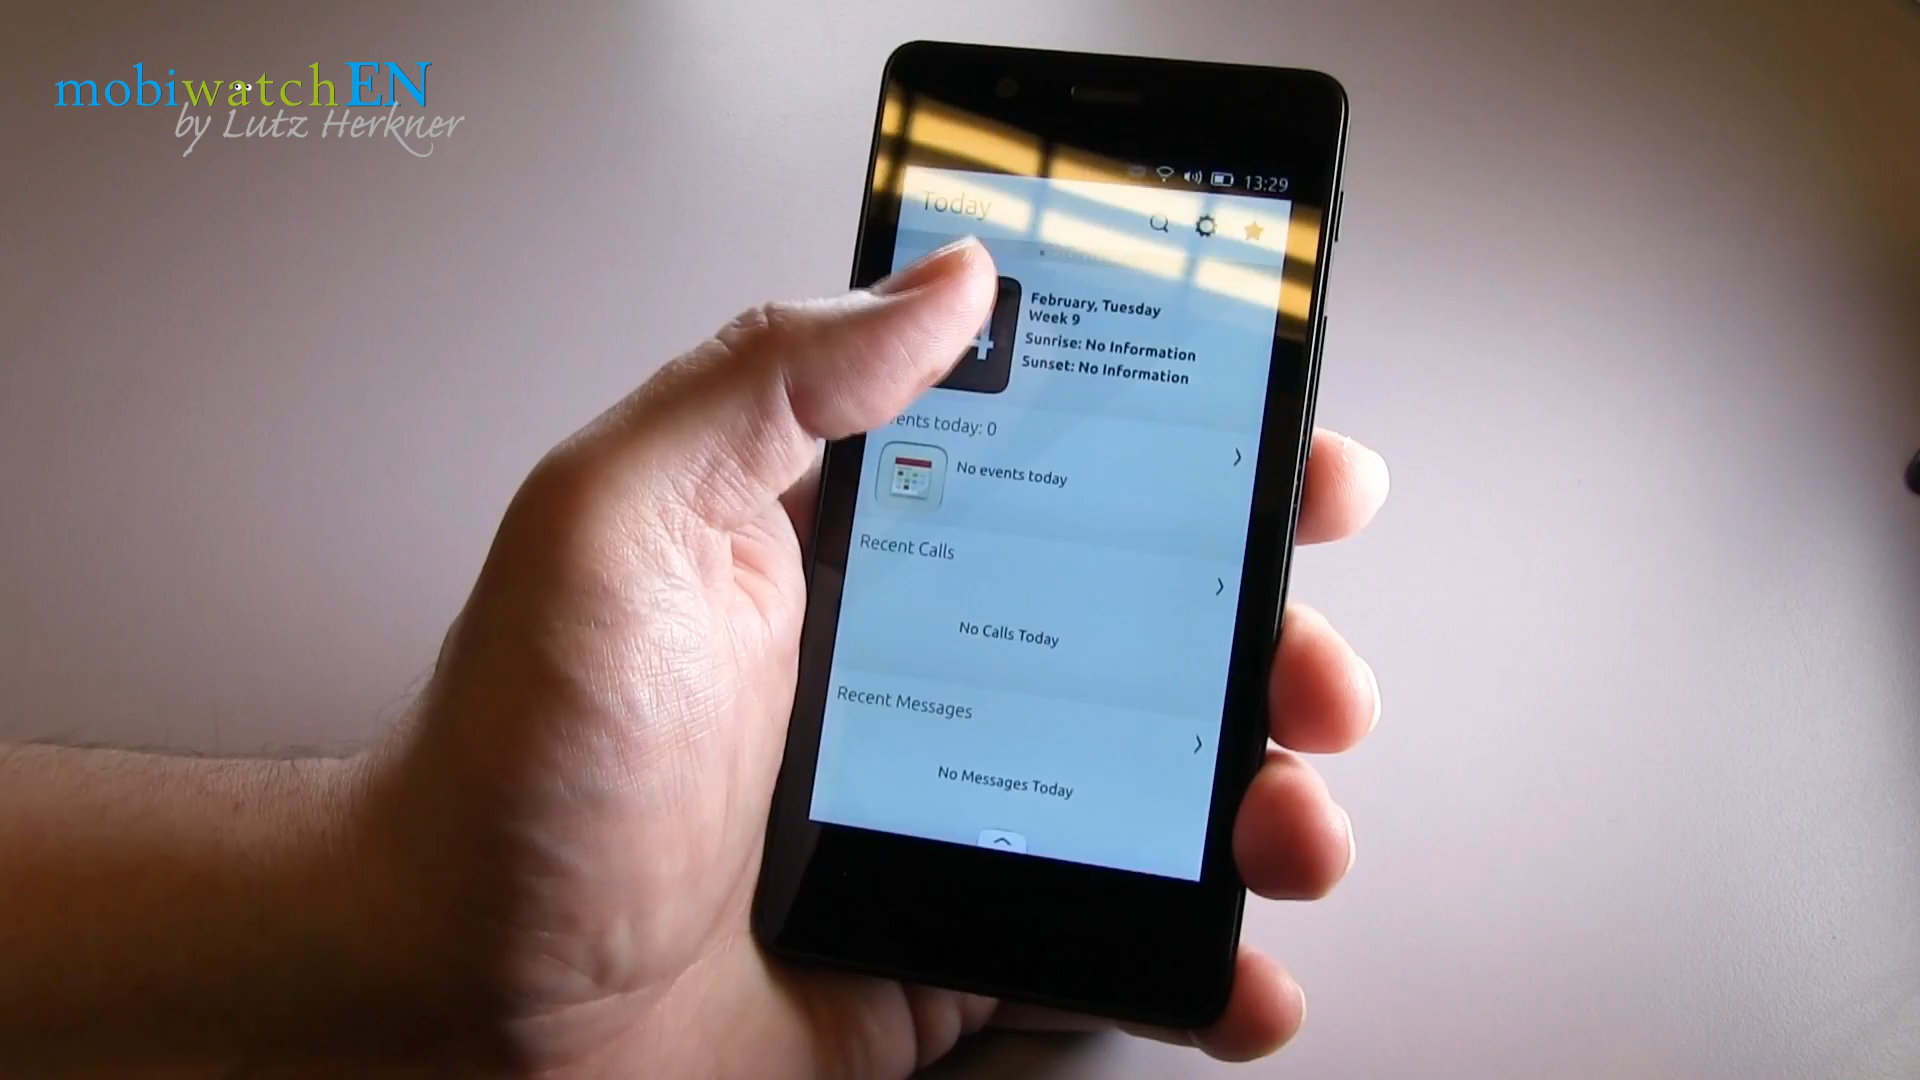 mobiwatchEN
by Lutz Herkner
13:29
Today
4
February, Tuesday
Week 9
Sunrise: No Information
Sunset: No Information
ents today: 0
No events today
Recent Calls
No Calls Today
Recent Messages
No Messages Today